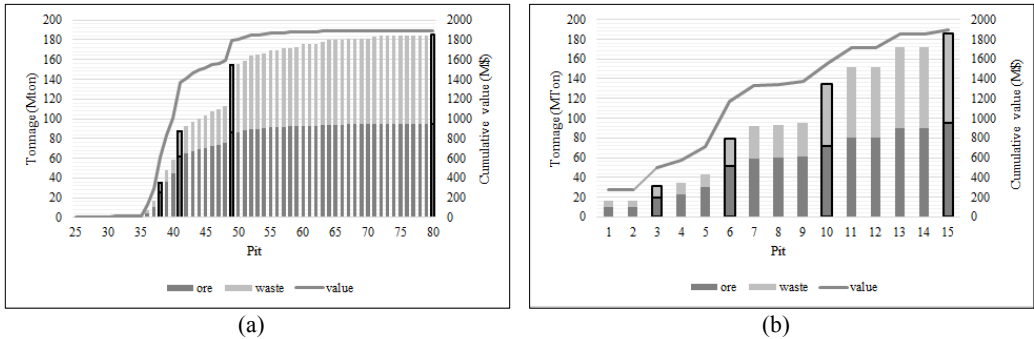 200 2000
180 1800
160 1600
140 1400
120 1200
100 1000
80 800
60 600
40 400
20 200
0 0
Tonnage (Mton)
Cumulative value (M$)
25 30 35 40 45 50 55 60 65 70 75 80
Pit
ore waste value
(a)
200 2000
180 1800
160 1600
140 1400
120 1200
100 1000
80 800
60 600
40 400
20 200
0 0
Tonnage (MTon)
Cumulative value (M$)
1 2 3 4 5 6 7 8 9 10 11 12 13 14 15
Pit
ore waste value
(b)